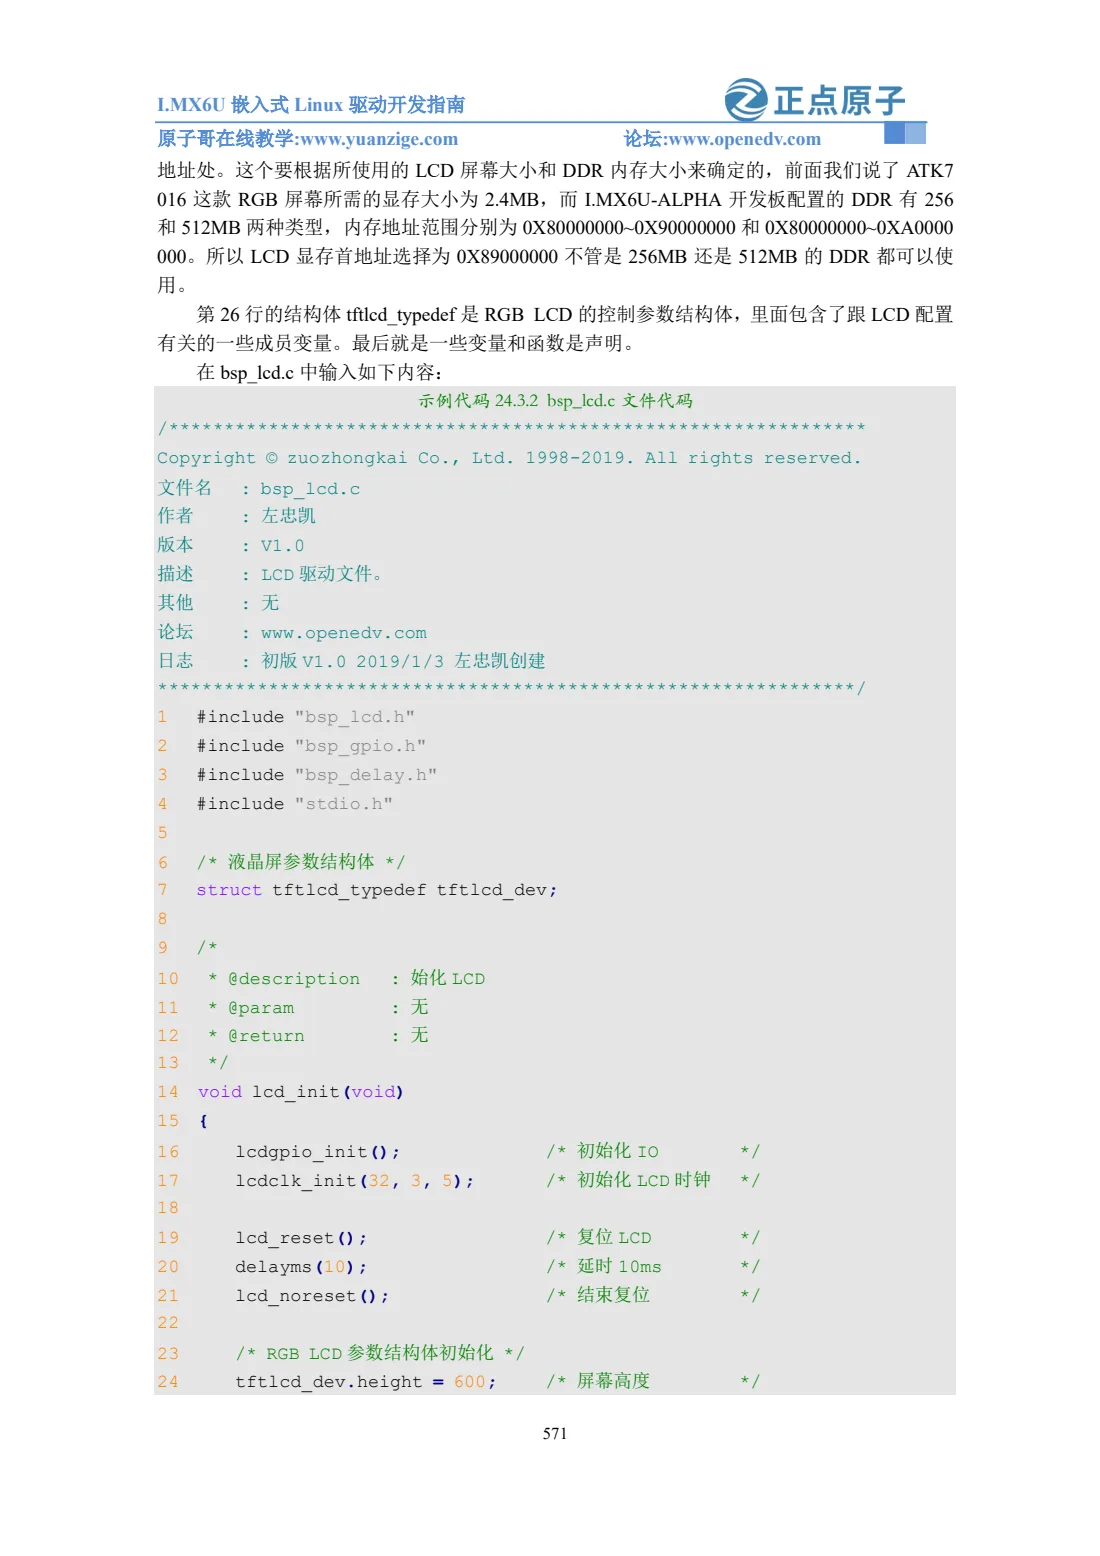 I.MX6U 嵌入式 Linux 驱动开发指南
正点原子
原子哥在线教学:www.yuanzige.com 论坛:www.openedv.com
地址处。这个要根据所使用的 LCD 屏幕大小和 DDR 内存大小来确定的，前面我们说了 ATK7
016 这款 RGB 屏幕所需的显存大小为 2.4MB，而 I.MX6U-ALPHA 开发板配置的 DDR 有 256
和 512MB 两种类型，内存地址范围分别为 0X80000000~0X90000000 和 0X80000000~0XA0000
000。所以 LCD 显存首地址选择为 0X89000000 不管是 256MB 还是 512MB 的 DDR 都可以使
用。
第 26 行的结构体 tftlcd_typedef 是 RGB LCD 的控制参数结构体，里面包含了跟 LCD 配置
有关的一些成员变量。最后就是一些变量和函数是声明。
在 bsp_lcd.c 中输入如下内容：
示例代码 24.3.2 bsp_lcd.c 文件代码
/***************************************************************
Copyright © zuozhongkai Co., Ltd. 1998-2019. All rights reserved.
文件名 : bsp_lcd.c
作者 : 左忠凯
版本 : V1.0
描述 : LCD 驱动文件。
其他 : 无
论坛 : www.openedv.com
日志 : 初版 V1.0 2019/1/3 左忠凯创建
***************************************************************/
1 #include "bsp_lcd.h"
2 #include "bsp_gpio.h"
3 #include "bsp_delay.h"
4 #include "stdio.h"
5
6 /* 液晶屏参数结构体 */
7 struct tftlcd_typedef tftlcd_dev;
8
9 /*
10 * @description : 始化 LCD
11 * @param : 无
12 * @return : 无
13 */
14 void lcd_init(void)
15 {
16 lcdgpio_init(); /* 初始化 IO */
17 lcdclk_init(32, 3, 5); /* 初始化 LCD 时钟 */
18
19 lcd_reset(); /* 复位 LCD */
20 delayms(10); /* 延时 10ms */
21 lcd_noreset(); /* 结束复位 */
22
23 /* RGB LCD 参数结构体初始化 */
24 tftlcd_dev.height = 600; /* 屏幕高度 */
571